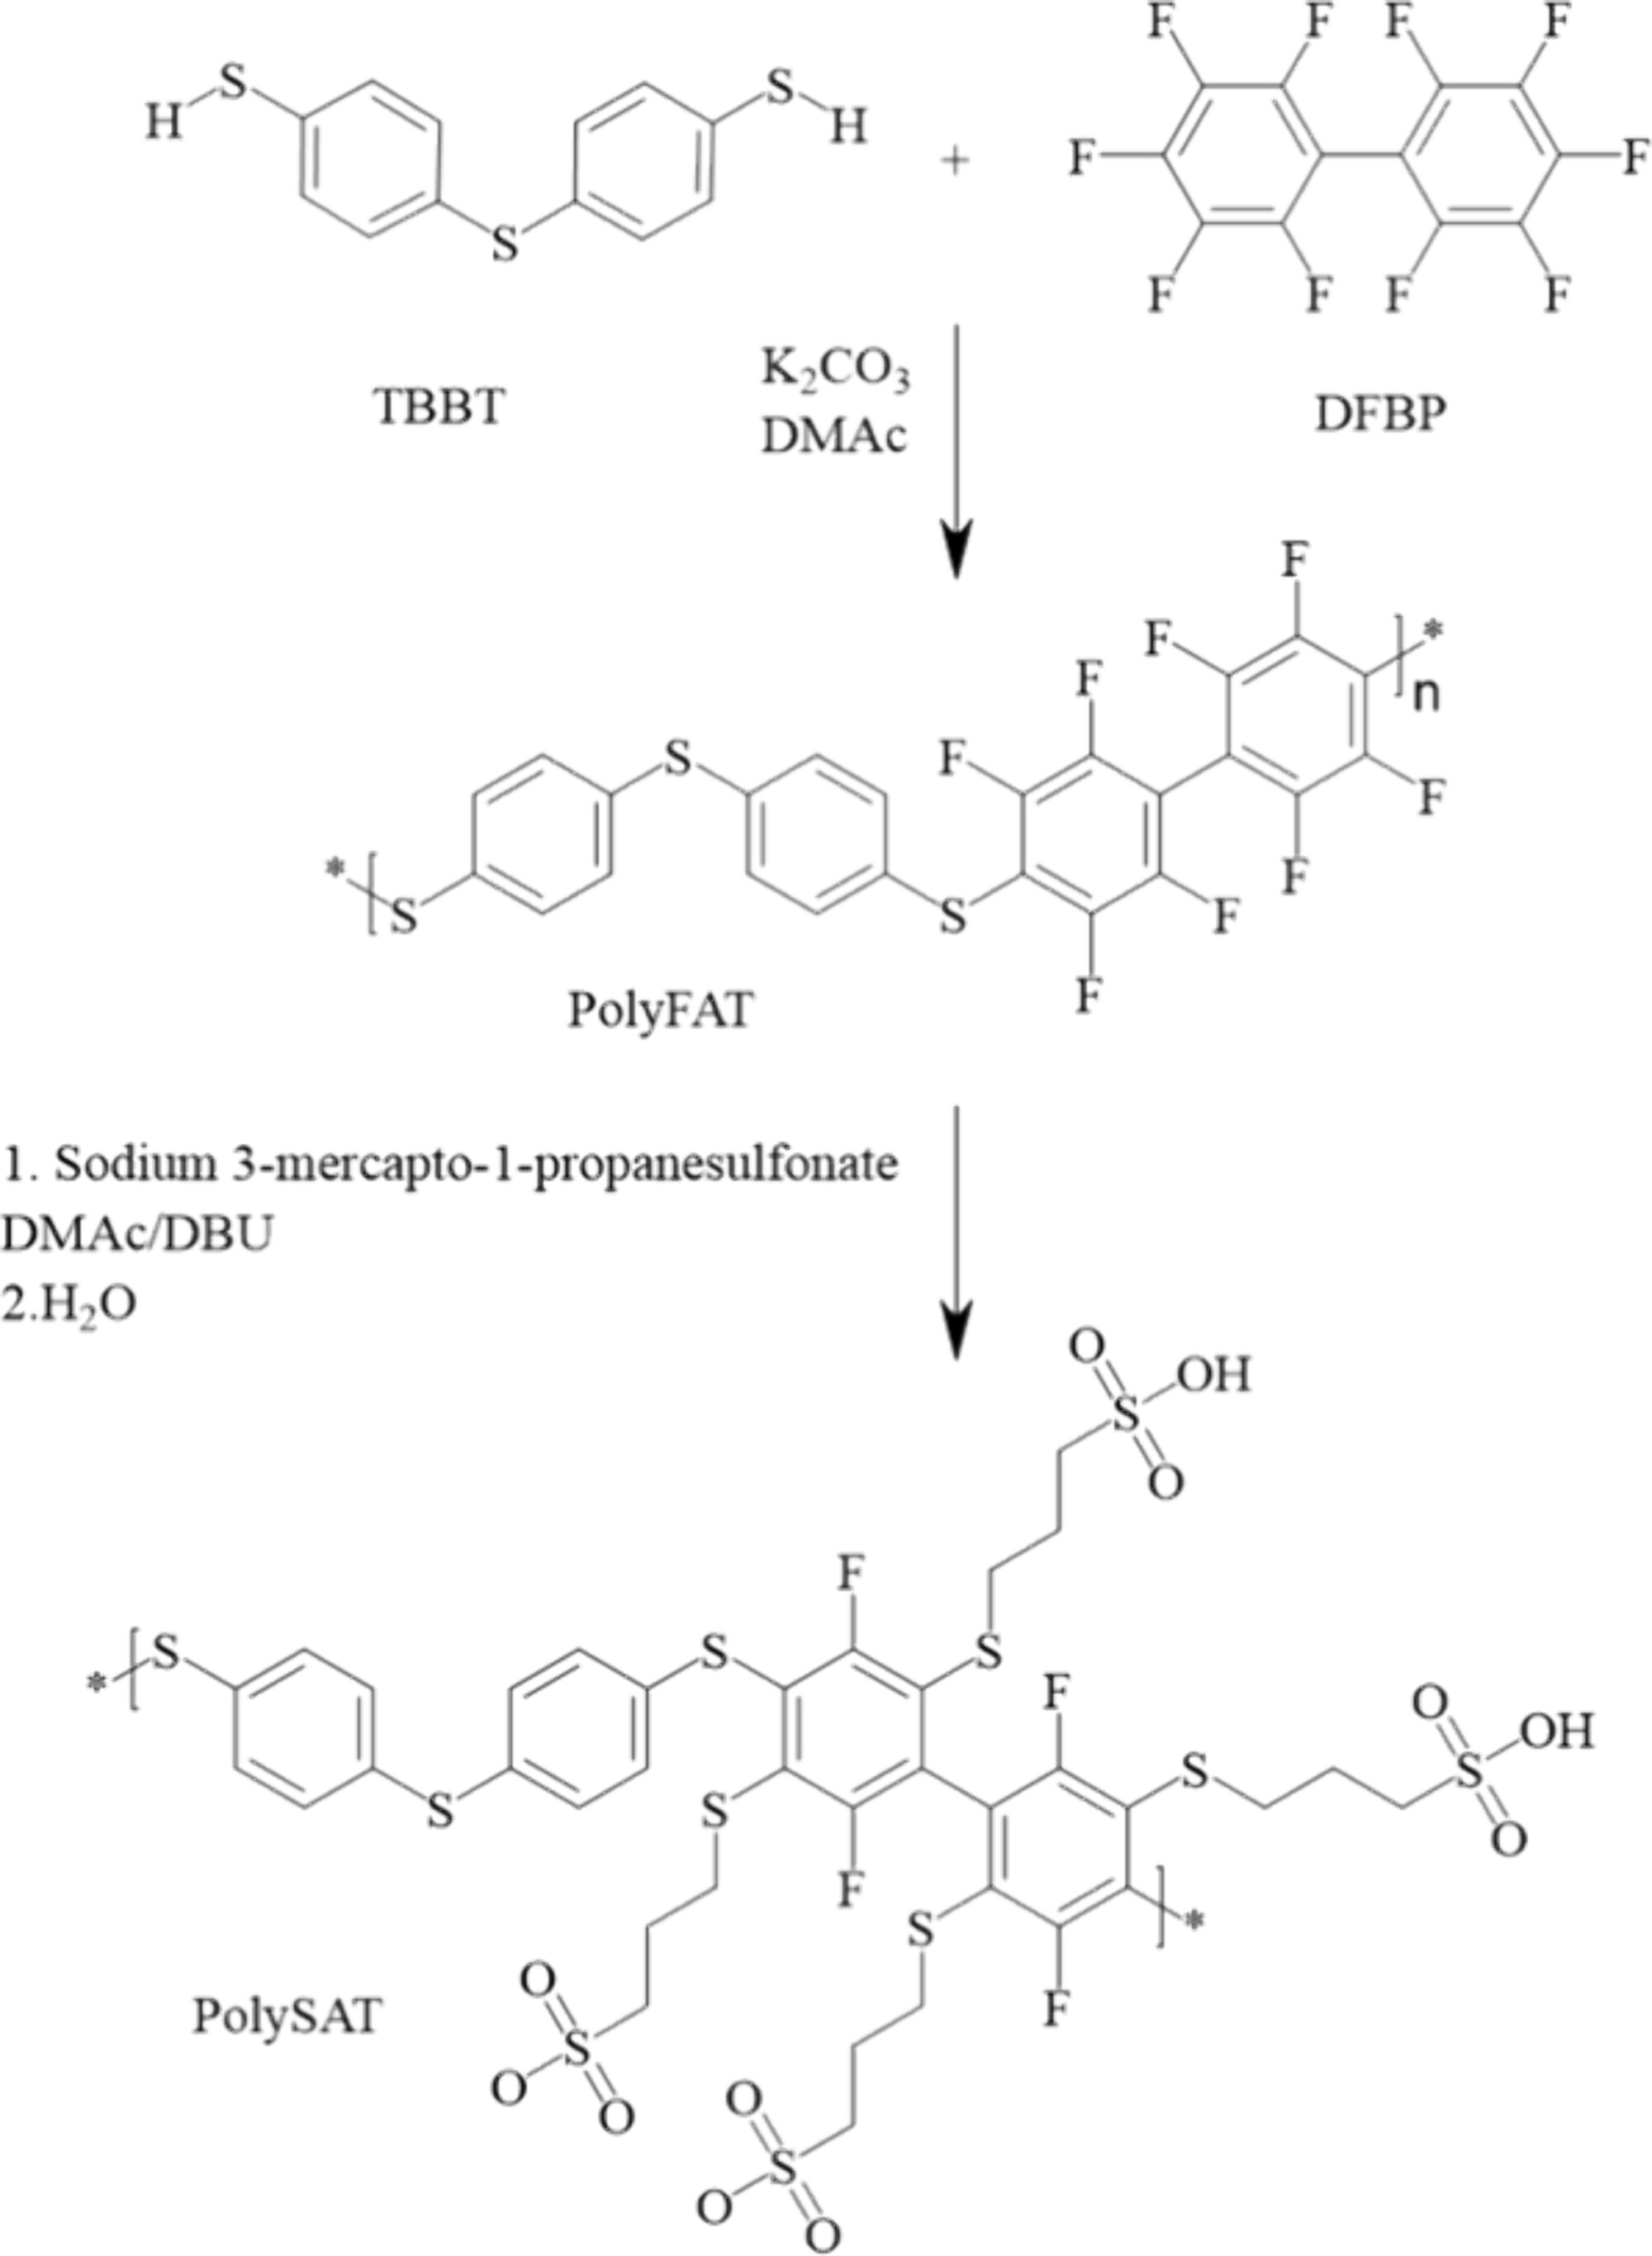 F F F F
H S S H + F F
S F F F F
TBBT K₂CO₃ DFBP
DMAc
F
F *
F n
F S F
* S S F F
F
PolyFAT
1. Sodium 3-mercapto-1-propanesulfonate
DMAc/DBU
2.H₂O
O OH
S
O
F
* S S S F O OH
S S S S
F O
S *
O F
PolySAT S
O O O
S
O O